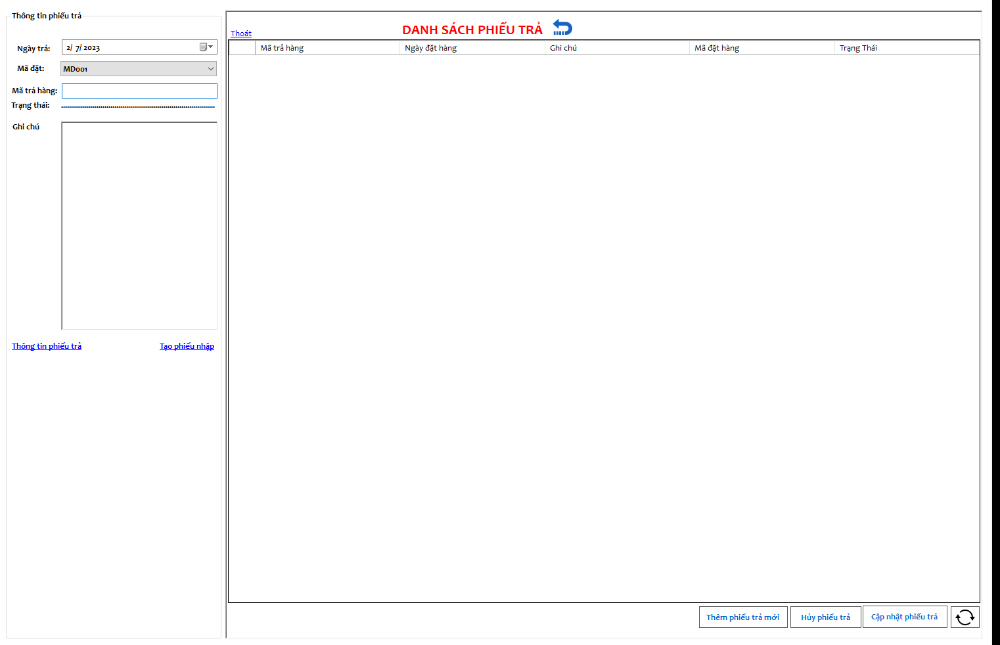 Thông tin phiếu trả
Ngày trả: 2/ 7/ 2023
Mã đặt: MD001
Mã trả hàng:
Trạng thái: ..............................................................................
Ghi chú
Thông tin phiếu trả Tạo phiếu nhập
Thoát DANH SÁCH PHIẾU TRẢ
Mã trả hàng Ngày đặt hàng Ghi chú Mã đặt hàng Trạng Thái
Thêm phiếu trả mới Hủy phiếu trả Cập nhật phiếu trả